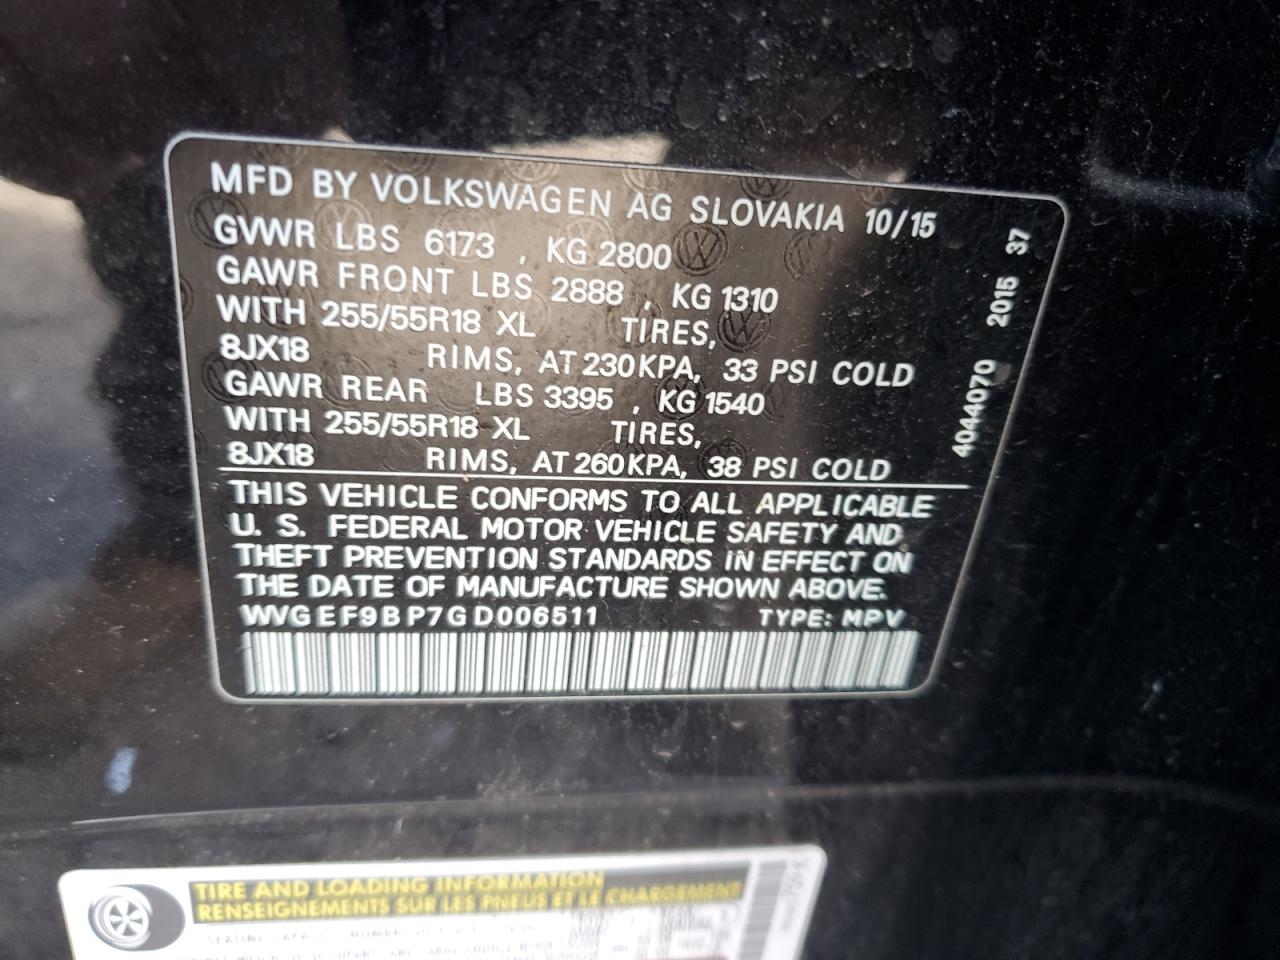 MFD BY VOLKSWAGEN AG SLOVAKIA 10/15
GVWR LBS 6173 , KG 2800
GAWR FRONT LBS 2888 , KG 1310
WITH 255/55R18 XL TIRES,
8JX18 RIMS, AT 230KPA, 33 PSI COLD
GAWR REAR LBS 3395 , KG 1540
WITH 255/55R18 XL TIRES,
8JX18 RIMS, AT 260KPA, 38 PSI COLD
THIS VEHICLE CONFORMS TO ALL APPLICABLE
U. S. FEDERAL MOTOR VEHICLE SAFETY AND
THEFT PREVENTION STANDARDS IN EFFECT ON
THE DATE OF MANUFACTURE SHOWN ABOVE.
WVGEF9BP7GD006511 TYPE: MPV
4044070 2015 37
TIRE AND LOADING INFORMATION
RENSEIGNEMENTS SUR LES PNEUS ET LE CHARGEMENT